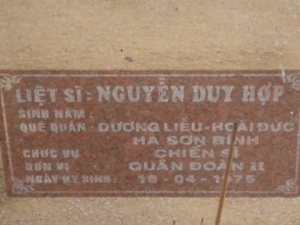 LIỆT SĨ: NGUYỄN DUY HỢP
SINH NĂM:
QUÊ QUÁN: DƯƠNG LIỄU-HOÀI ĐỨC
HÀ SƠN BÌNH
CHỨC VỤ CHIẾN SĨ
ĐƠN VỊ QUÂN ĐOÀN II
NGÀY HY SINH: 18-04-1975